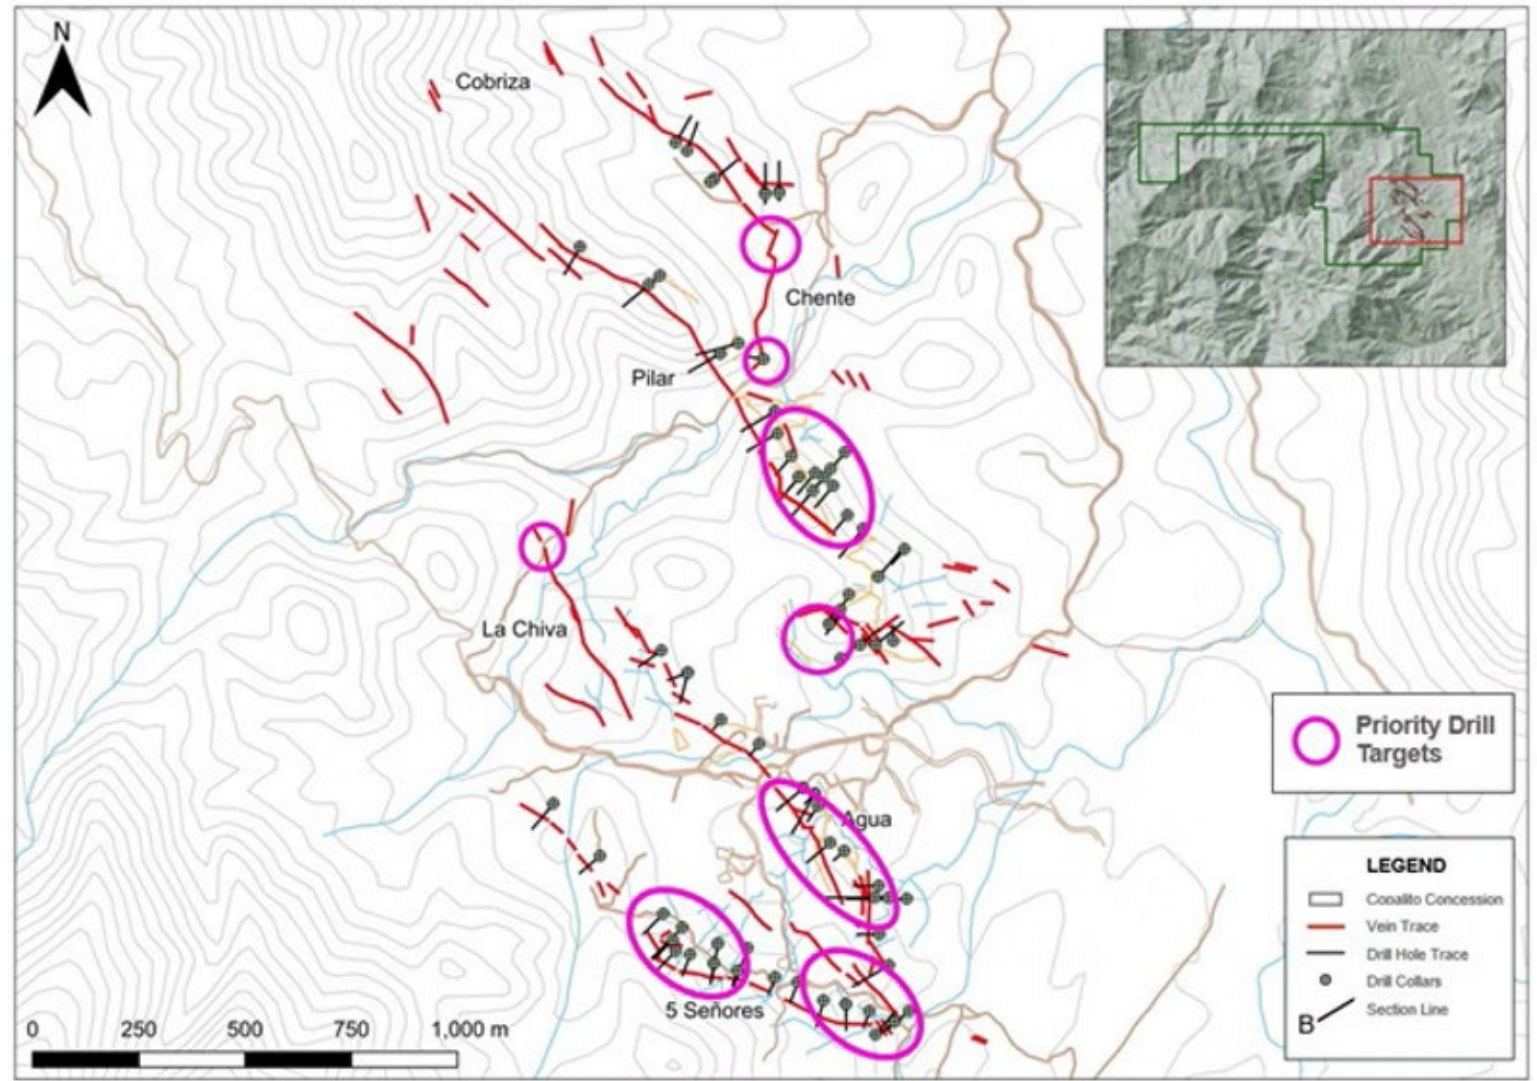 N
Cobriza
Chente
Pilar
La Chiva
Agua
5 Señores
Priority Drill
Targets
LEGEND
Copalito Concession
Vein Trace
Drill Hole Trace
Drill Collars
Section Line
B
0 250 500 750 1,000 m